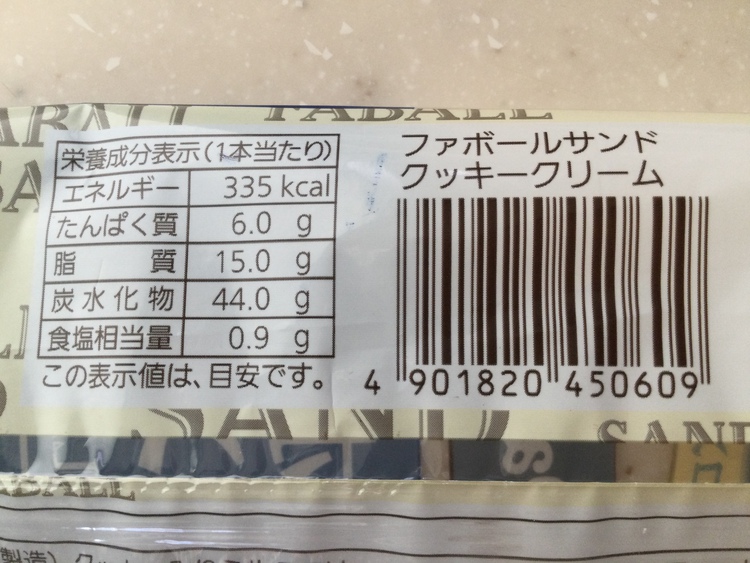 FABALL
栄養成分表示(1本当たり)
エネルギー 335 kcal
たんぱく質 6.0 g
脂質 15.0 g
炭水化物 44.0 g
食塩相当量 0.9 g
この表示値は、目安です。
ファボールサンド
クッキークリーム
4 901820 450609
SAND